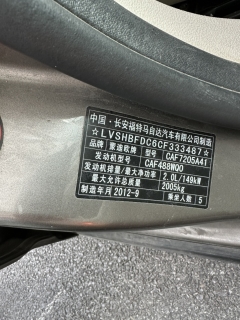 中国·长安福特马自达汽车有限公司制造
☆LVSHBFDC6CF333487☆
品牌 蒙迪欧牌 型号 CAF7205A41
发动机型号 CAF488WQ0
发动机排量/最大净功率 2.0L/149kW
最大允许总质量 2005kg
制造年月 2012-9 乘坐人数 5